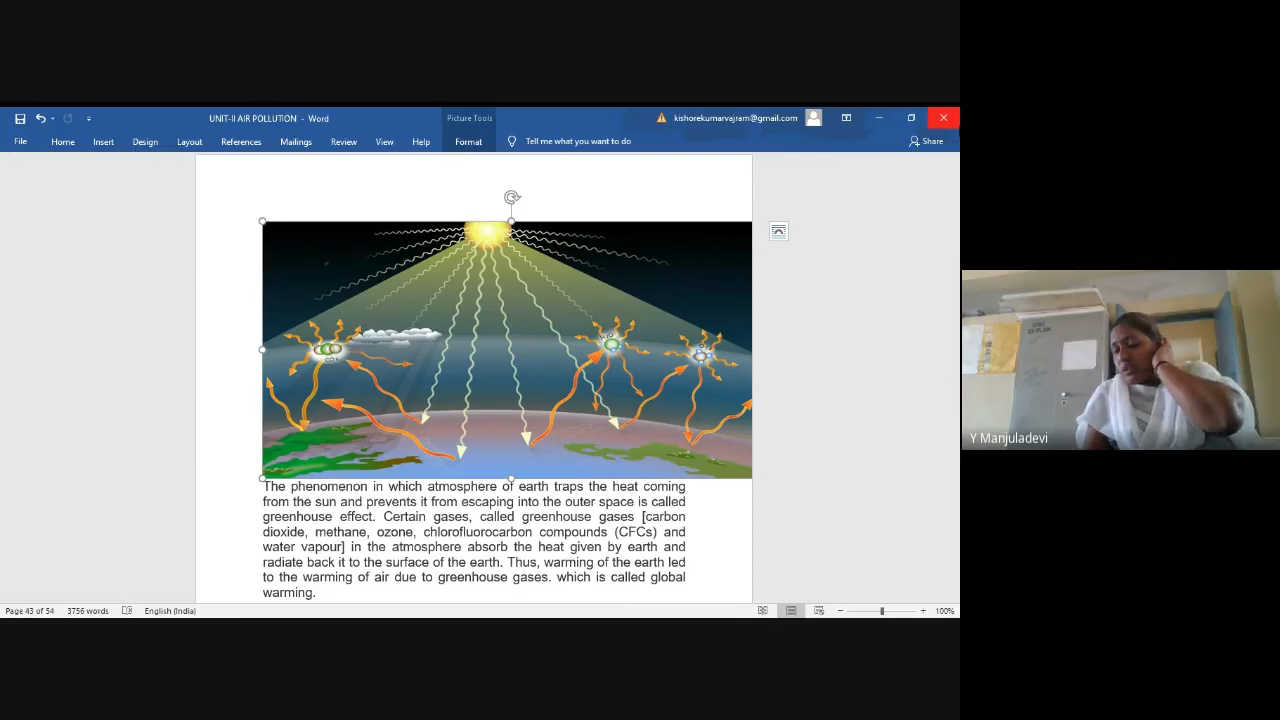 UNIT-II AIR POLLUTION - Word
Picture Tools
kishorekumarvajram@gmail.com
File Home Insert Design Layout References Mailings Review View Help Format Tell me what you want to do Share
The phenomenon in which atmosphere of earth traps the heat coming
from the sun and prevents it from escaping into the outer space is called
greenhouse effect. Certain gases, called greenhouse gases [carbon
dioxide, methane, ozone, chlorofluorocarbon compounds (CFCs) and
water vapour] in the atmosphere absorb the heat given by earth and
radiate back it to the surface of the earth. Thus, warming of the earth led
to the warming of air due to greenhouse gases. which is called global
warming.
Page 43 of 54 3756 words English (India) 100%
Y Manjuladevi